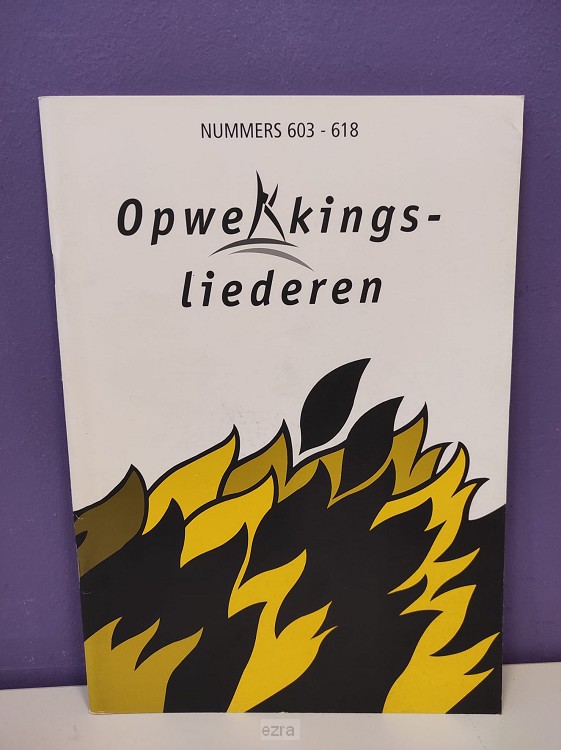 NUMMERS 603 - 618
Opwekkings-
liederen
ezra